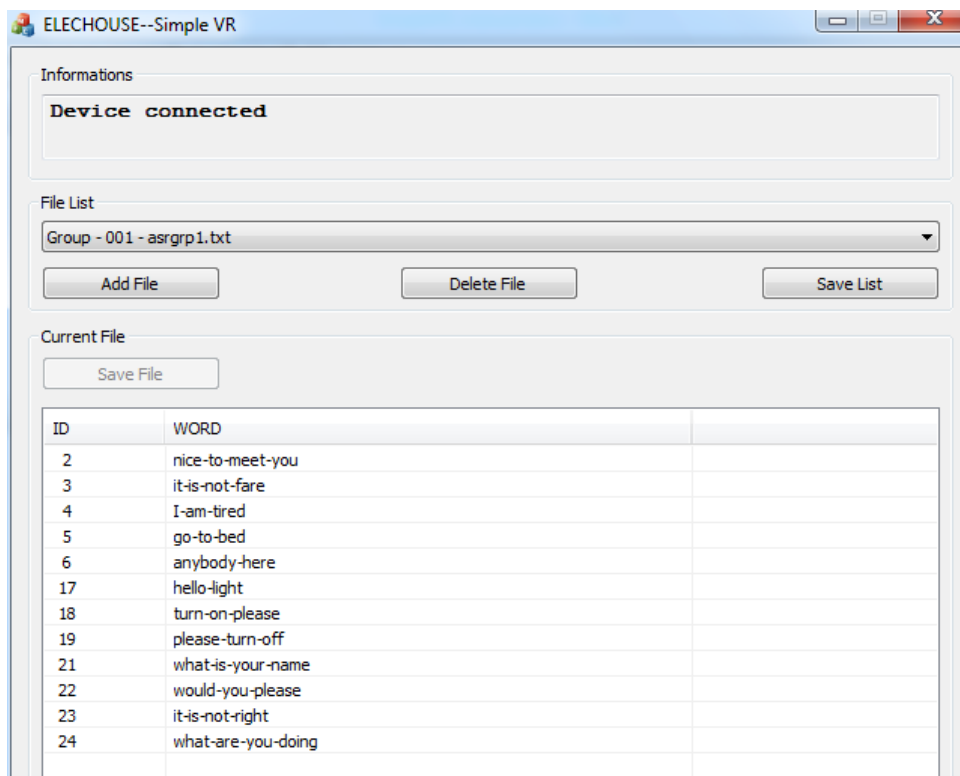 ELECHOUSE--Simple VR
Informations
Device connected
File List
Group - 001 - asrgrp1.txt
Add File Delete File Save List
Current File
Save File
ID WORD
2 nice-to-meet-you
3 it-is-not-fare
4 I-am-tired
5 go-to-bed
6 anybody-here
17 hello-light
18 turn-on-please
19 please-turn-off
21 what-is-your-name
22 would-you-please
23 it-is-not-right
24 what-are-you-doing